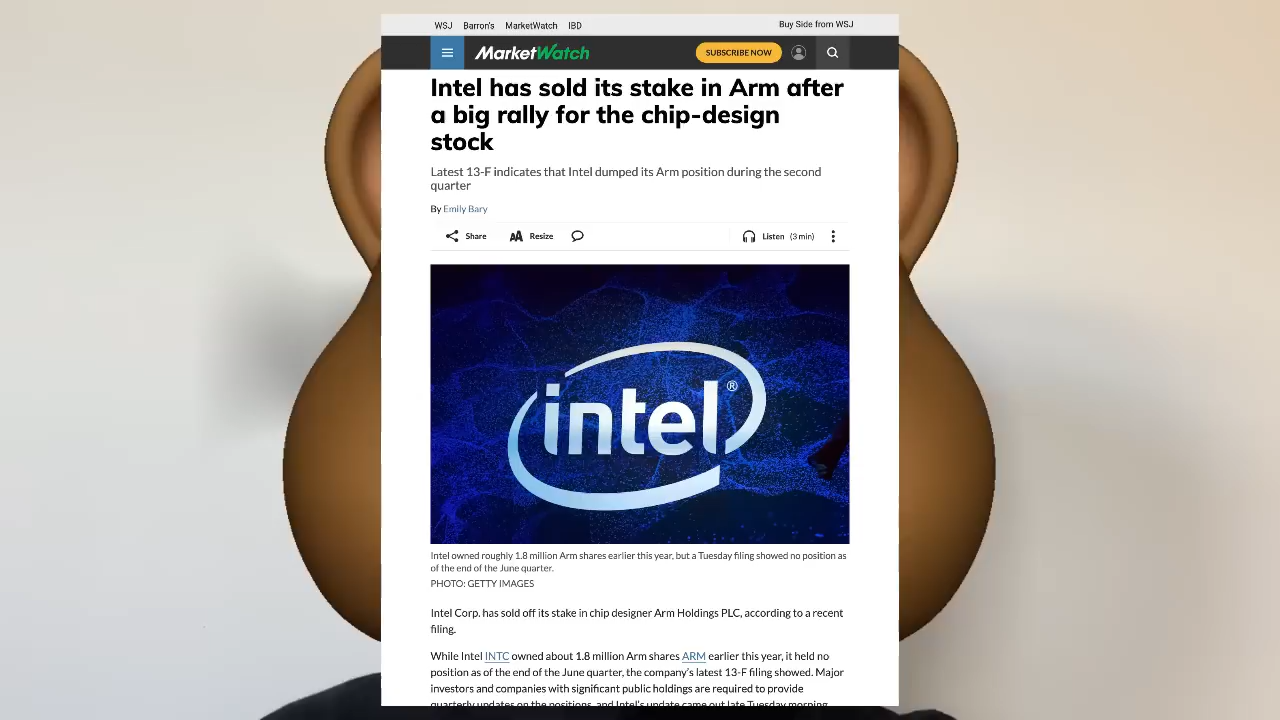 WSJ Barron's MarketWatch IBD Buy Side from WSJ
MarketWatch SUBSCRIBE NOW
Intel has sold its stake in Arm after
a big rally for the chip-design
stock
Latest 13-F indicates that Intel dumped its Arm position during the second
quarter
By Emily Bary
Share AA Resize Listen (3 min)
intel®
Intel owned roughly 1.8 million Arm shares earlier this year, but a Tuesday filing showed no position as
of the end of the June quarter.
PHOTO: GETTY IMAGES
Intel Corp. has sold off its stake in chip designer Arm Holdings PLC, according to a recent
filing.
While Intel INTC owned about 1.8 million Arm shares ARM earlier this year, it held no
position as of the end of the June quarter, the company's latest 13-F filing showed. Major
investors and companies with significant public holdings are required to provide
quarterly updates on the positions, and Intel's update came out late Tuesday morning.